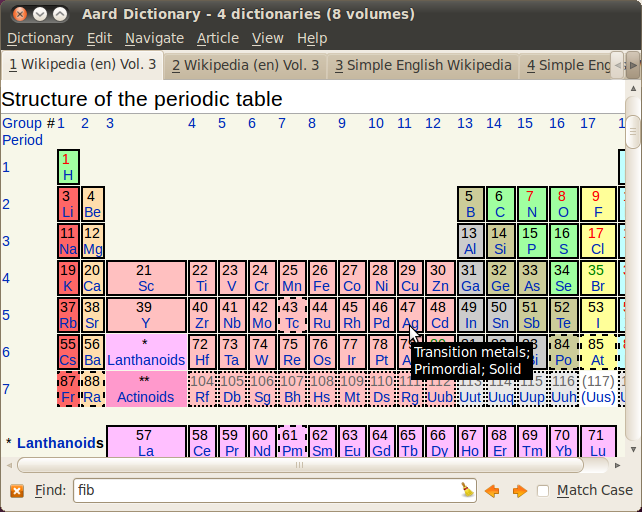 Aard Dictionary - 4 dictionaries (8 volumes)
Dictionary Edit Navigate Article View Help
1 Wikipedia (en) Vol. 3 2 Wikipedia (en) Vol. 3 3 Simple English Wikipedia 4 Simple Eng
Structure of the periodic table
Group # 1 2 3 4 5 6 7 8 9 10 11 12 13 14 15 16 17
Period
1 1
H
2 3 4 5 6 7 8 9
Li Be B C N O F
3 11 12 13 14 15 16 17
Na Mg Al Si P S Cl
4 19 20 21 22 23 24 25 26 27 28 29 30 31 32 33 34 35
K Ca Sc Ti V Cr Mn Fe Co Ni Cu Zn Ga Ge As Se Br
5 37 38 39 40 41 42 43 44 45 46 47 48 49 50 51 52 53
Rb Sr Y Zr Nb Mo Tc Ru Rh Pd Ag Cd In Sn Sb Te I
6 55 56 * 72 73 74 75 76 77 78 84 85
Cs Ba Lanthanoids Hf Ta W Re Os Ir Pt Po At
Transition metals;
Primordial; Solid
7 87 88 ** 104 105 106 107 108 109 110 111 112 113 114 115 116 (117)
Fr Ra Actinoids Rf Db Sg Bh Hs Mt Ds Rg Uub Uut Uuq Uup Uuh (Uus)
* Lanthanoids 57 58 59 60 61 62 63 64 65 66 67 68 69 70 71
La Ce Pr Nd Pm Sm Eu Gd Tb Dy Ho Er Tm Yb Lu
Find: fib Match Case